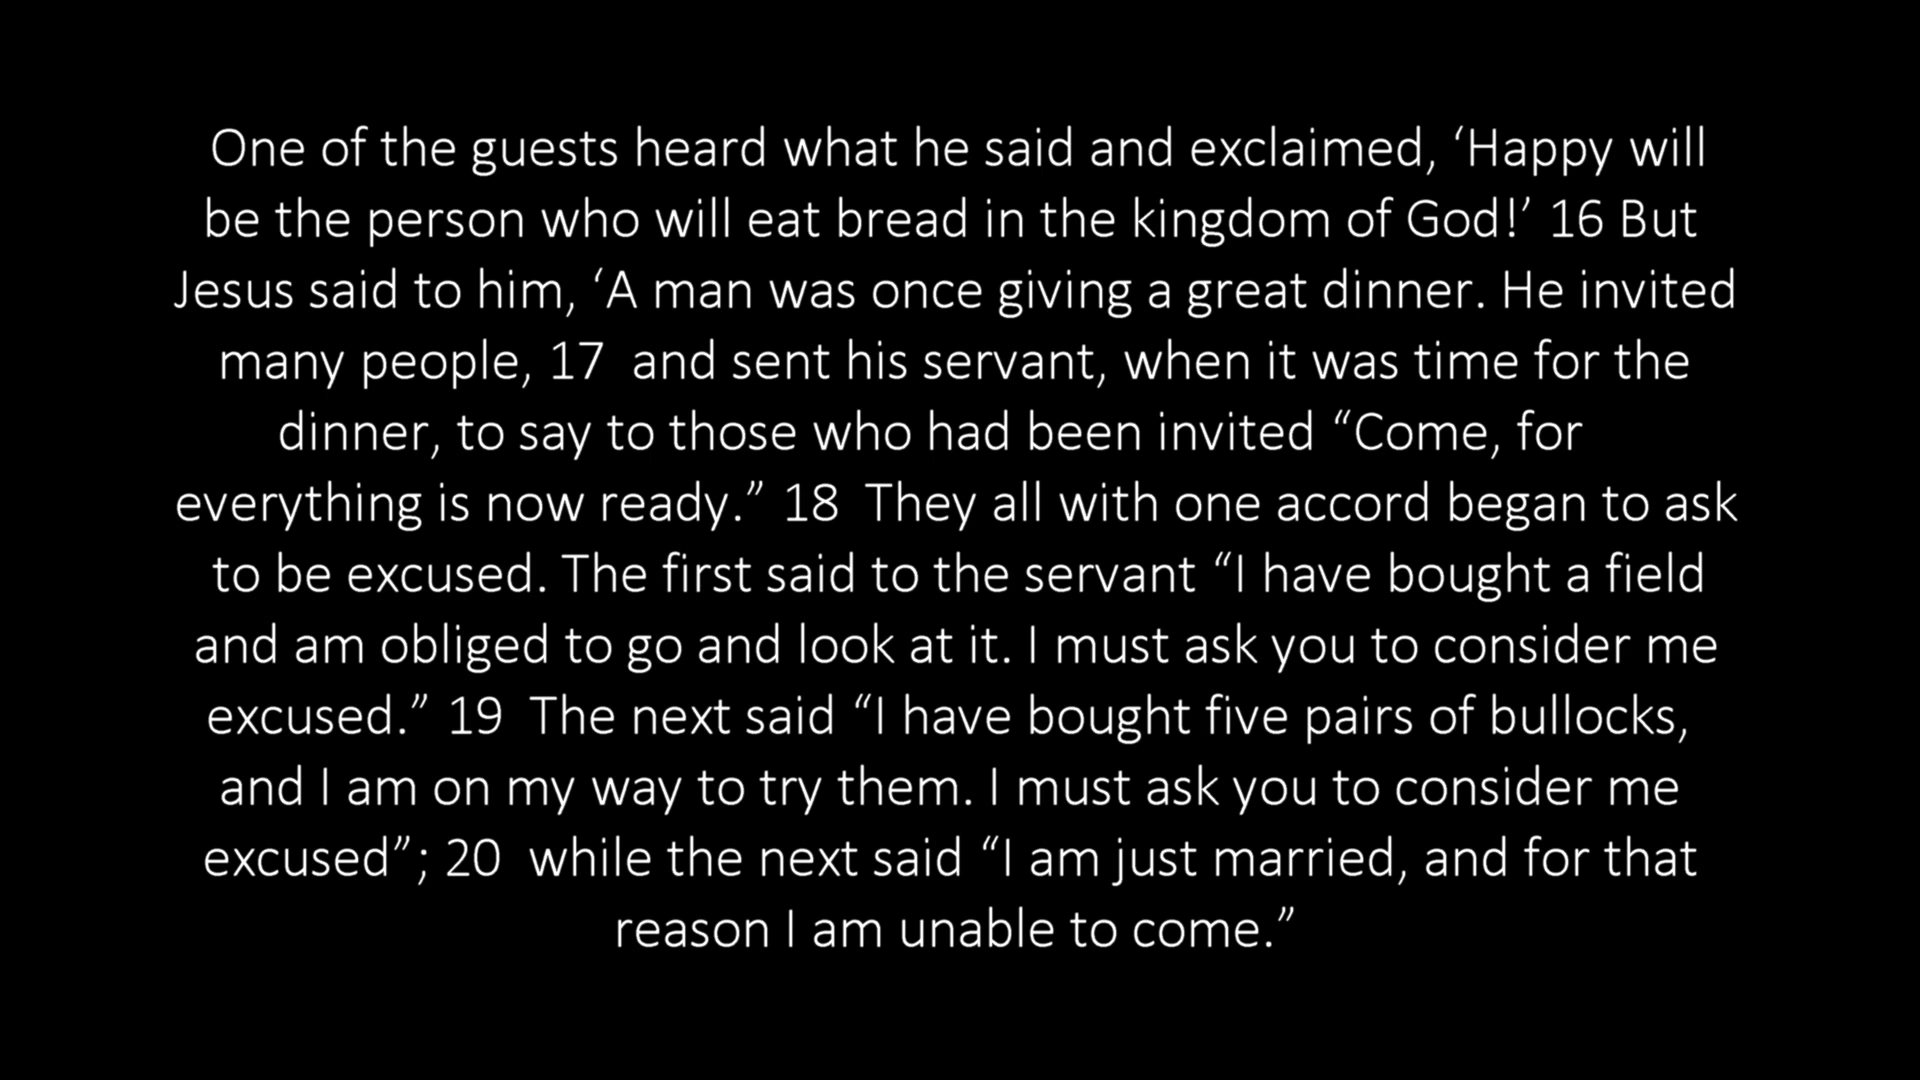 One of the guests heard what he said and exclaimed, ‘Happy will
be the person who will eat bread in the kingdom of God!’ 16 But
Jesus said to him, ‘A man was once giving a great dinner. He invited
many people, 17  and sent his servant, when it was time for the
dinner, to say to those who had been invited “Come, for
everything is now ready.” 18  They all with one accord began to ask
to be excused. The first said to the servant “I have bought a field
and am obliged to go and look at it. I must ask you to consider me
excused.” 19  The next said “I have bought five pairs of bullocks,
and I am on my way to try them. I must ask you to consider me
excused”; 20  while the next said “I am just married, and for that
reason I am unable to come.”